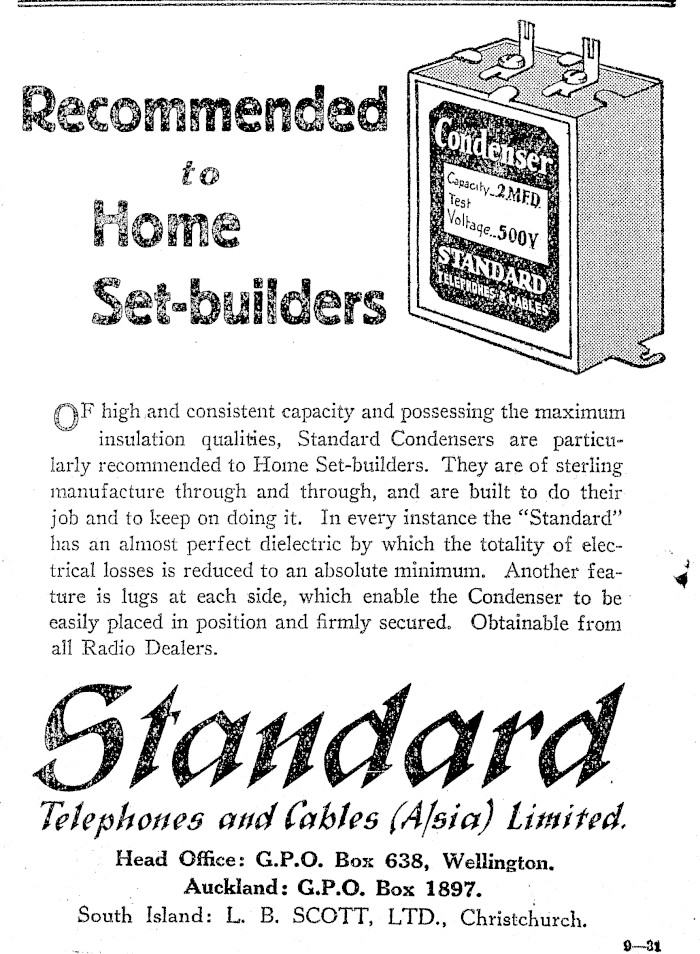 Recommended
to
Home
Set-builders
Condenser
Capacity..2 MFD.
Test
Voltage..500V
STANDARD
TELEPHONES & CABLES
OF high and consistent capacity and possessing the maximum
insulation qualities, Standard Condensers are particu-
larly recommended to Home Set-builders. They are of sterling
manufacture through and through, and are built to do their
job and to keep on doing it. In every instance the "Standard"
has an almost perfect dielectric by which the totality of elec-
trical losses is reduced to an absolute minimum. Another fea-
ture is lugs at each side, which enable the Condenser to be
easily placed in position and firmly secured. Obtainable from
all Radio Dealers.
Standard
Telephones and Cables (A/sia) Limited.
Head Office: G.P.O. Box 638, Wellington.
Auckland: G.P.O. Box 1897.
South Island: L. B. SCOTT, LTD., Christchurch.
9—31